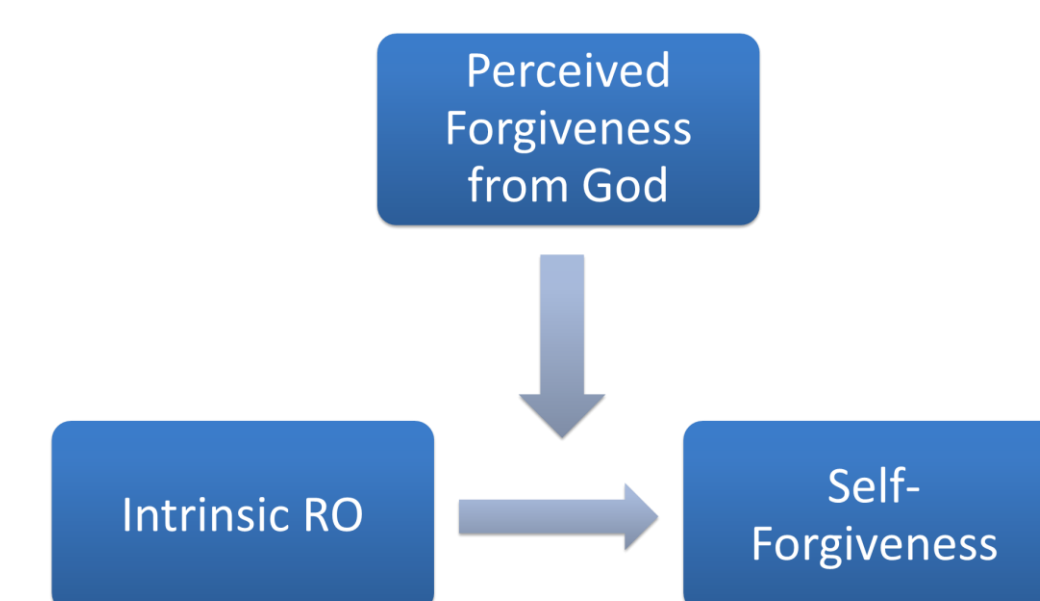 Perceived
Forgiveness
from God
Intrinsic RO
Self-
Forgiveness